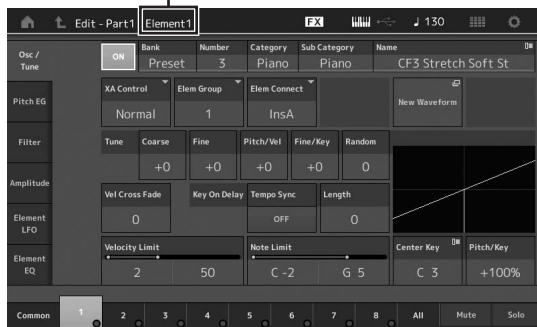 Edit - Part1 Element1 FX ♩ 130
Osc / Tune
ON
Bank Number Category Sub Category Name
Preset 3 Piano Piano CF3 Stretch Soft St
Pitch EG
XA Control Elem Group Elem Connect
Normal 1 InsA
New Waveform
Filter
Tune Coarse Fine Pitch/Vel Fine/Key Random
+0 +0 +0 +0 0
Amplitude
Vel Cross Fade Key On Delay Tempo Sync Length
0 OFF 0
Element LFO
Element EQ
Velocity Limit Note Limit Center Key Pitch/Key
2 50 C -2 G 5 C 3 +100%
Common 1 2 3 4 5 6 7 8 All Mute Solo